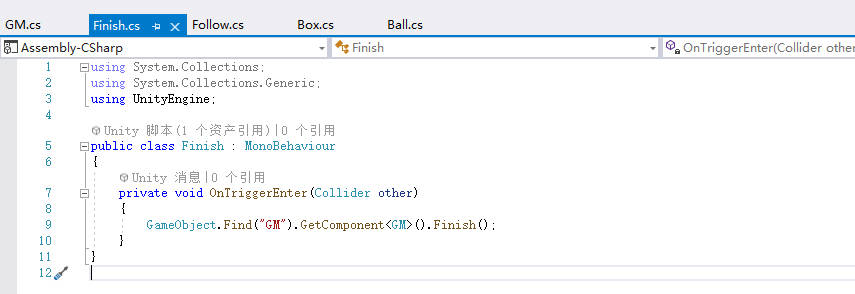 GM.cs Finish.cs Follow.cs Box.cs Ball.cs
Assembly-CSharp Finish OnTriggerEnter(Collider other
1 using System.Collections;
2 using System.Collections.Generic;
3 using UnityEngine;
4
Unity 脚本(1 个资产引用)|0 个引用
5 public class Finish : MonoBehaviour
6 {
Unity 消息|0 个引用
7 private void OnTriggerEnter(Collider other)
8 {
9 GameObject.Find("GM").GetComponent<GM>().Finish();
10 }
11 }
12